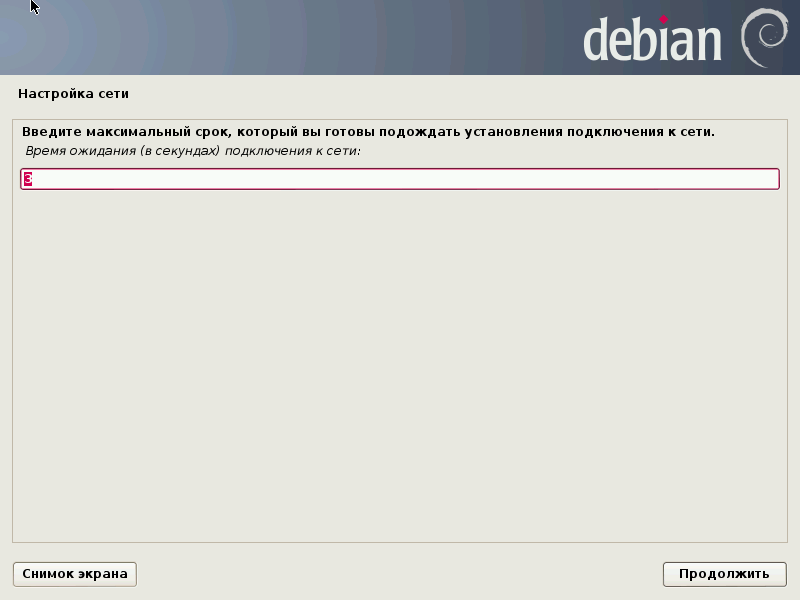 debian
Настройка сети
Введите максимальный срок, который вы готовы подождать установления подключения к сети.
Время ожидания (в секундах) подключения к сети:
3
Снимок экрана
Продолжить